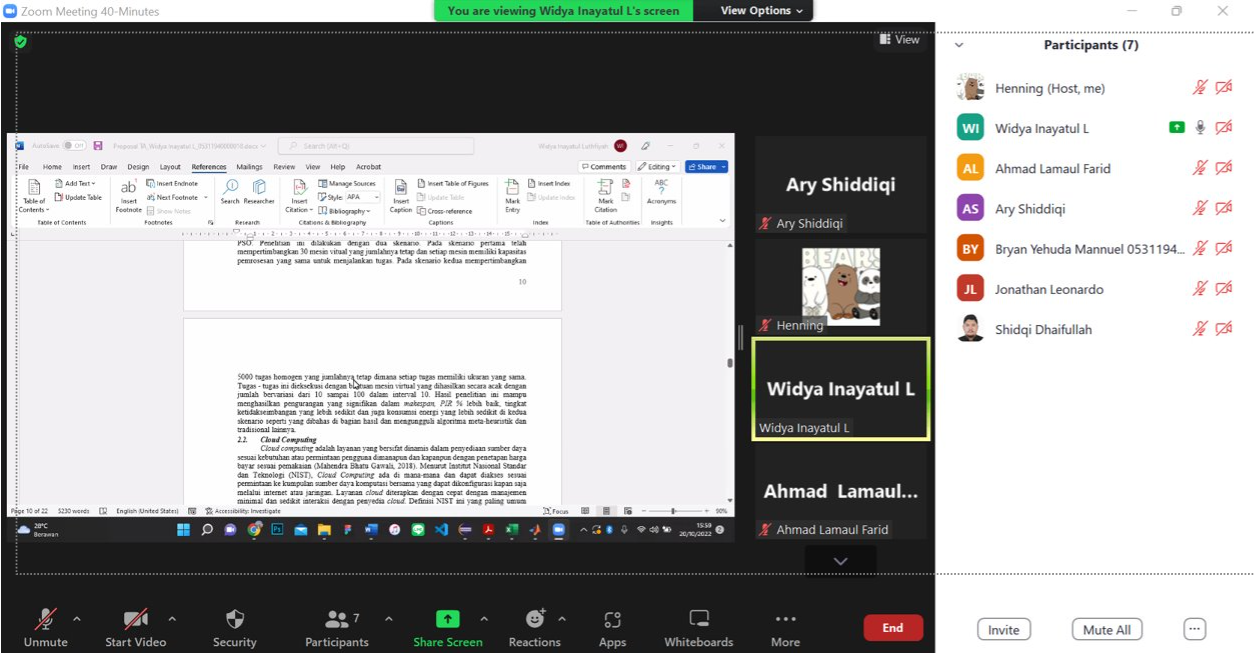 Zoom Meeting 40-Minutes
You are viewing Widya Inayatul L's screen
View Options
View
AutoSave
Off
Search (Alt+Q)
Widya Inayatul Luthfiyah
WI
File Home Insert Draw Design Layout References Mailings Review View Help Acrobat
Comments
Editing
Share
Table of Contents
Add Text
Update Table
Table of Contents
ab
Insert Footnote
Insert Endnote
Next Footnote
Show Notes
Footnotes
Search
Researcher
Research
Insert Citation
Manage Sources
Style: APA
Bibliography
Citations & Bibliography
Insert Caption
Insert Table of Figures
Update Table
Cross-reference
Captions
Mark Entry
Insert Index
Update Index
Index
Mark Citation
Table of Authorities
ABC
?
Acronyms
Insights
PSO. Penelitian ini dilakukan dengan dua skenario. Pada skenario pertama telah
mempertimbangkan 30 mesin vitual yang jumlahnya tetap dan setiap mesin memiliki kapasitas
pemrosesan yang sama untuk menjalankan tugas. Pada skenario kedua mempertimbangkan
10
5000 tugas homogen yang jumlahnya tetap dimana setiap tugas memiliki ukuran yang sama.
Tugas - tugas ini dieksekusi dengan bantuan mesin virtual yang dihasilkan secara acak dengan
jumlah bervariasi dari 10 sampai 100 dalam interval 10. Hasil penelitian ini mampu
menghasilkan pengurangan yang signifikan dalam makespan, PIR % lebih baik, tingkat
ketidakseimbangan yang lebih sedikit dan juga konsumsi energi yang lebih sedikit di kedua
skenario seperti yang dibahas di bagian hasil dan mengungguli algoritma meta-heuristik dan
tradisional lainnya.
2.2. Cloud Computing
Cloud computing adalah layanan yang bersifat dinamis dalam penyediaan sumber daya
sesuai kebutuhan atau permintaan pengguna dimanapun dan kapanpun dengan penetapan harga
bayar sesuai pemakaian (Mahendra Bhatu Gawali, 2018). Menurut Institut Nasional Standar
dan Teknologi (NIST), Cloud Computing ada di mana-mana dan dapat diakses sesuai
permintaan ke kumpulan sumber daya komputasi bersama yang dapat dikonfigurasi kapan saja
melalui internet atau jaringan. Layanan cloud diterapkan dengan cepat dengan manajemen
minimal dan sedikit interaksi dengan penyedia cloud. Definisi NIST ini yang paling umum
Page 10 of 22 5230 words English (United States) Accessibility: Investigate
Focus
90%
28°C
Berawan
15:59
20/10/2022
Ary Shiddiqi
Ary Shiddiqi
BEARS
Henning
Widya Inayatul L
Widya Inayatul L
Ahmad Lamaul...
Ahmad Lamaul Farid
Participants (7)
Henning (Host, me)
WI Widya Inayatul L
AL Ahmad Lamaul Farid
AS Ary Shiddiqi
BY Bryan Yehuda Mannuel 0531194...
JL Jonathan Leonardo
Shidqi Dhaifullah
Unmute
Start Video
Security
7
Participants
Share Screen
Reactions
Apps
Whiteboards
More
End
Invite
Mute All